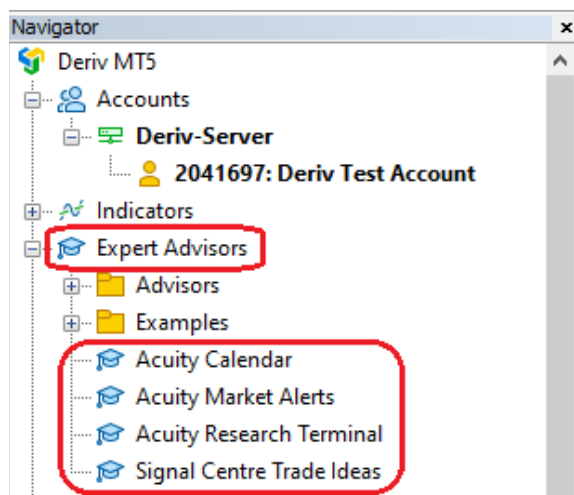 Navigator
Deriv MT5
Accounts
Deriv-Server
2041697: Deriv Test Account
Indicators
Expert Advisors
Advisors
Examples
Acuity Calendar
Acuity Market Alerts
Acuity Research Terminal
Signal Centre Trade Ideas